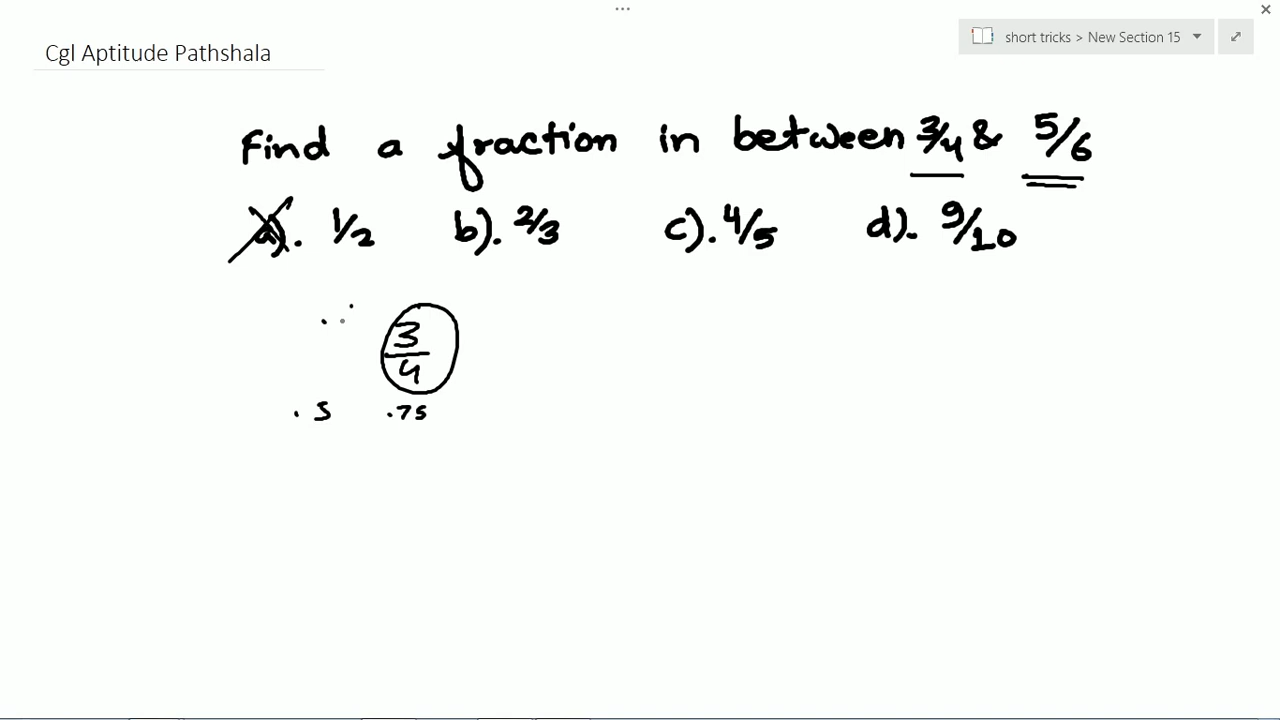 Cgl Aptitude Pathshala
short tricks > New Section 15
Find a fraction in between 3/4 & 5/6
a). 1/2 b). 2/3 c). 4/5 d). 9/10
3
4
.5 .75